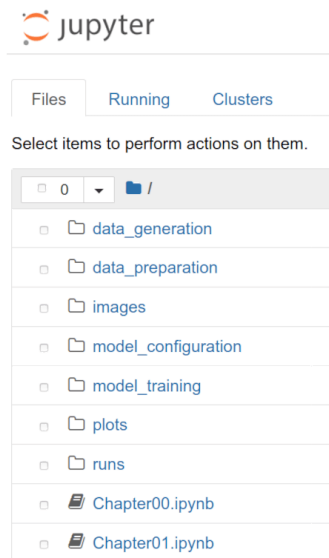 jupyter
Files Running Clusters
Select items to perform actions on them.
0 /
data_generation
data_preparation
images
model_configuration
model_training
plots
runs
Chapter00.ipynb
Chapter01.ipynb